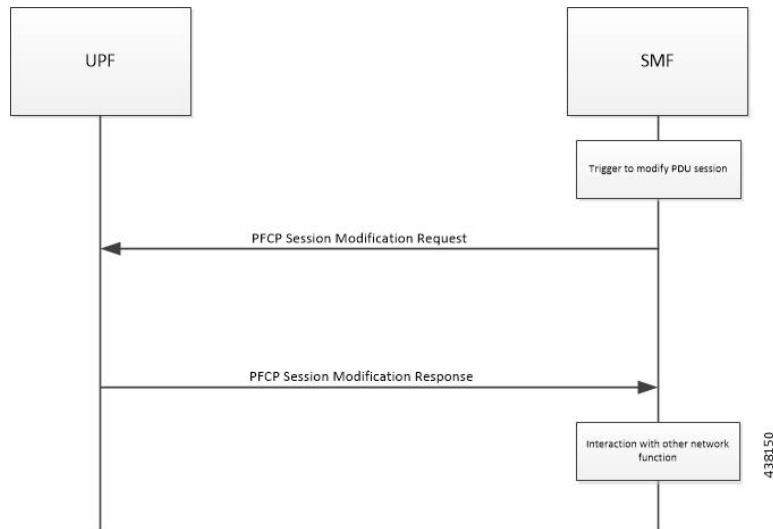 UPF
SMF
Trigger to modify PDU session
PFCP Session Modification Request
PFCP Session Modification Response
Interaction with other network
function
438150